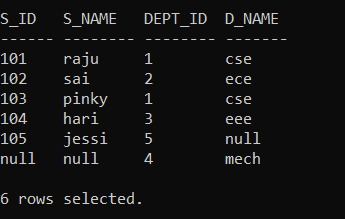 S_ID   S_NAME   DEPT_ID  D_NAME
------ -------- -------- -------
101    raju     1        cse
102    sai      2        ece
103    pinky    1        cse
104    hari     3        eee
105    jessi    5        null
null   null     4        mech
6 rows selected.